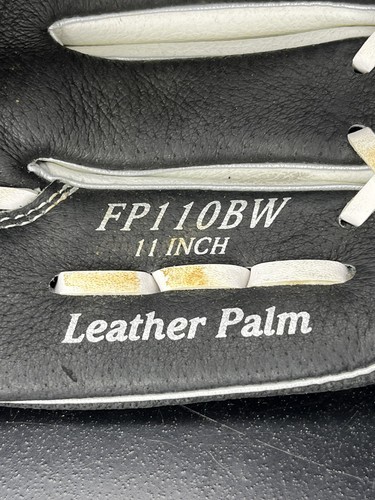 FP110BW
11 INCH
Leather Palm